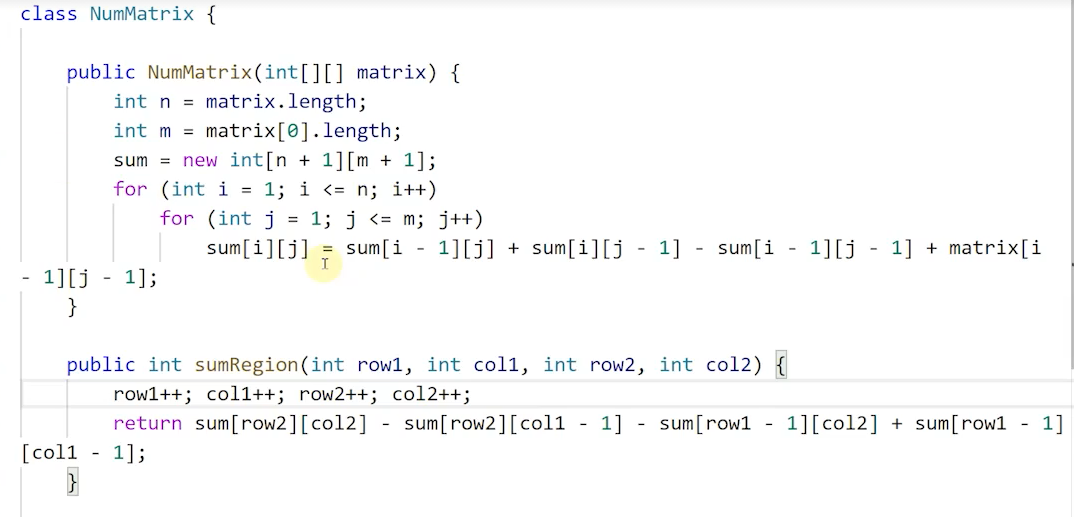 class NumMatrix {
public NumMatrix(int[][] matrix) {
int n = matrix.length;
int m = matrix[0].length;
sum = new int[n + 1][m + 1];
for (int i = 1; i <= n; i++)
for (int j = 1; j <= m; j++)
sum[i][j] = sum[i - 1][j] + sum[i][j - 1] - sum[i - 1][j - 1] + matrix[i
- 1][j - 1];
}
public int sumRegion(int row1, int col1, int row2, int col2) {
row1++; col1++; row2++; col2++;
return sum[row2][col2] - sum[row2][col1 - 1] - sum[row1 - 1][col2] + sum[row1 - 1]
[col1 - 1];
}